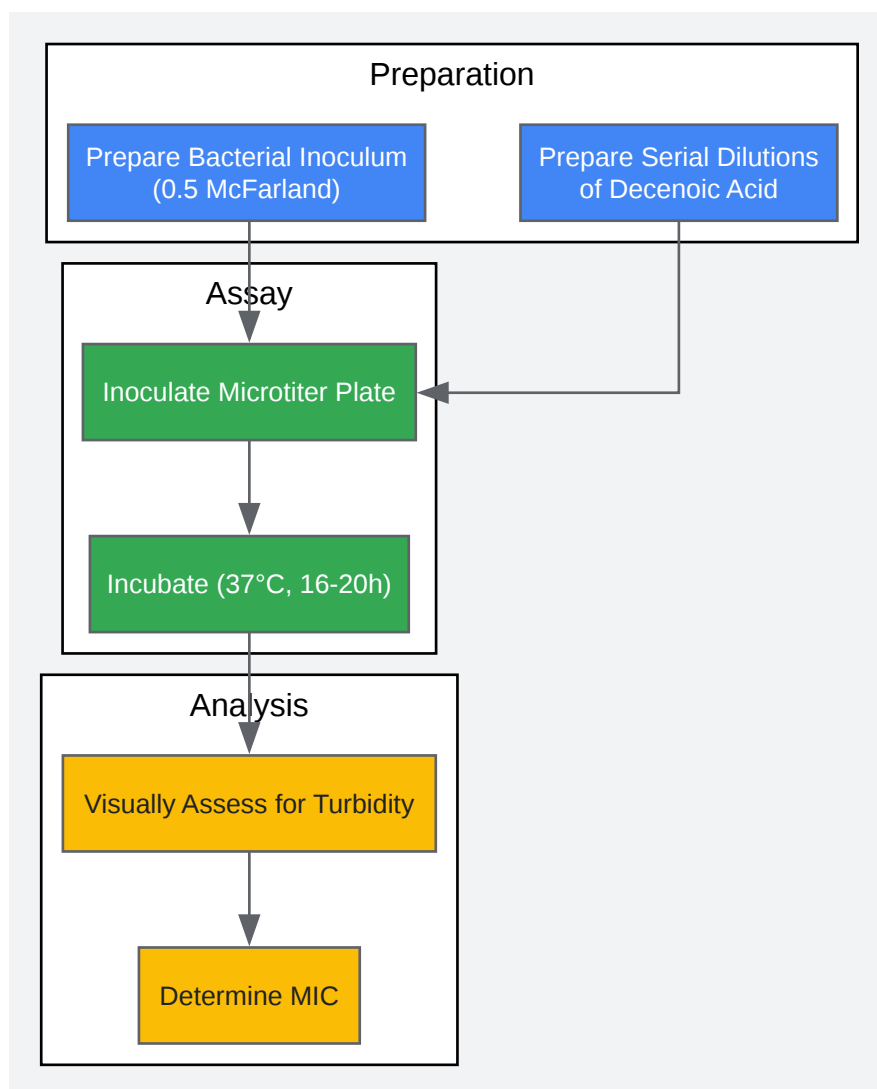 Preparation
Prepare Bacterial Inoculum
(0.5 McFarland)
Prepare Serial Dilutions
of Decenoic Acid
Assay
Inoculate Microtiter Plate
Incubate (37°C, 16-20h)
Analysis
Visually Assess for Turbidity
Determine MIC